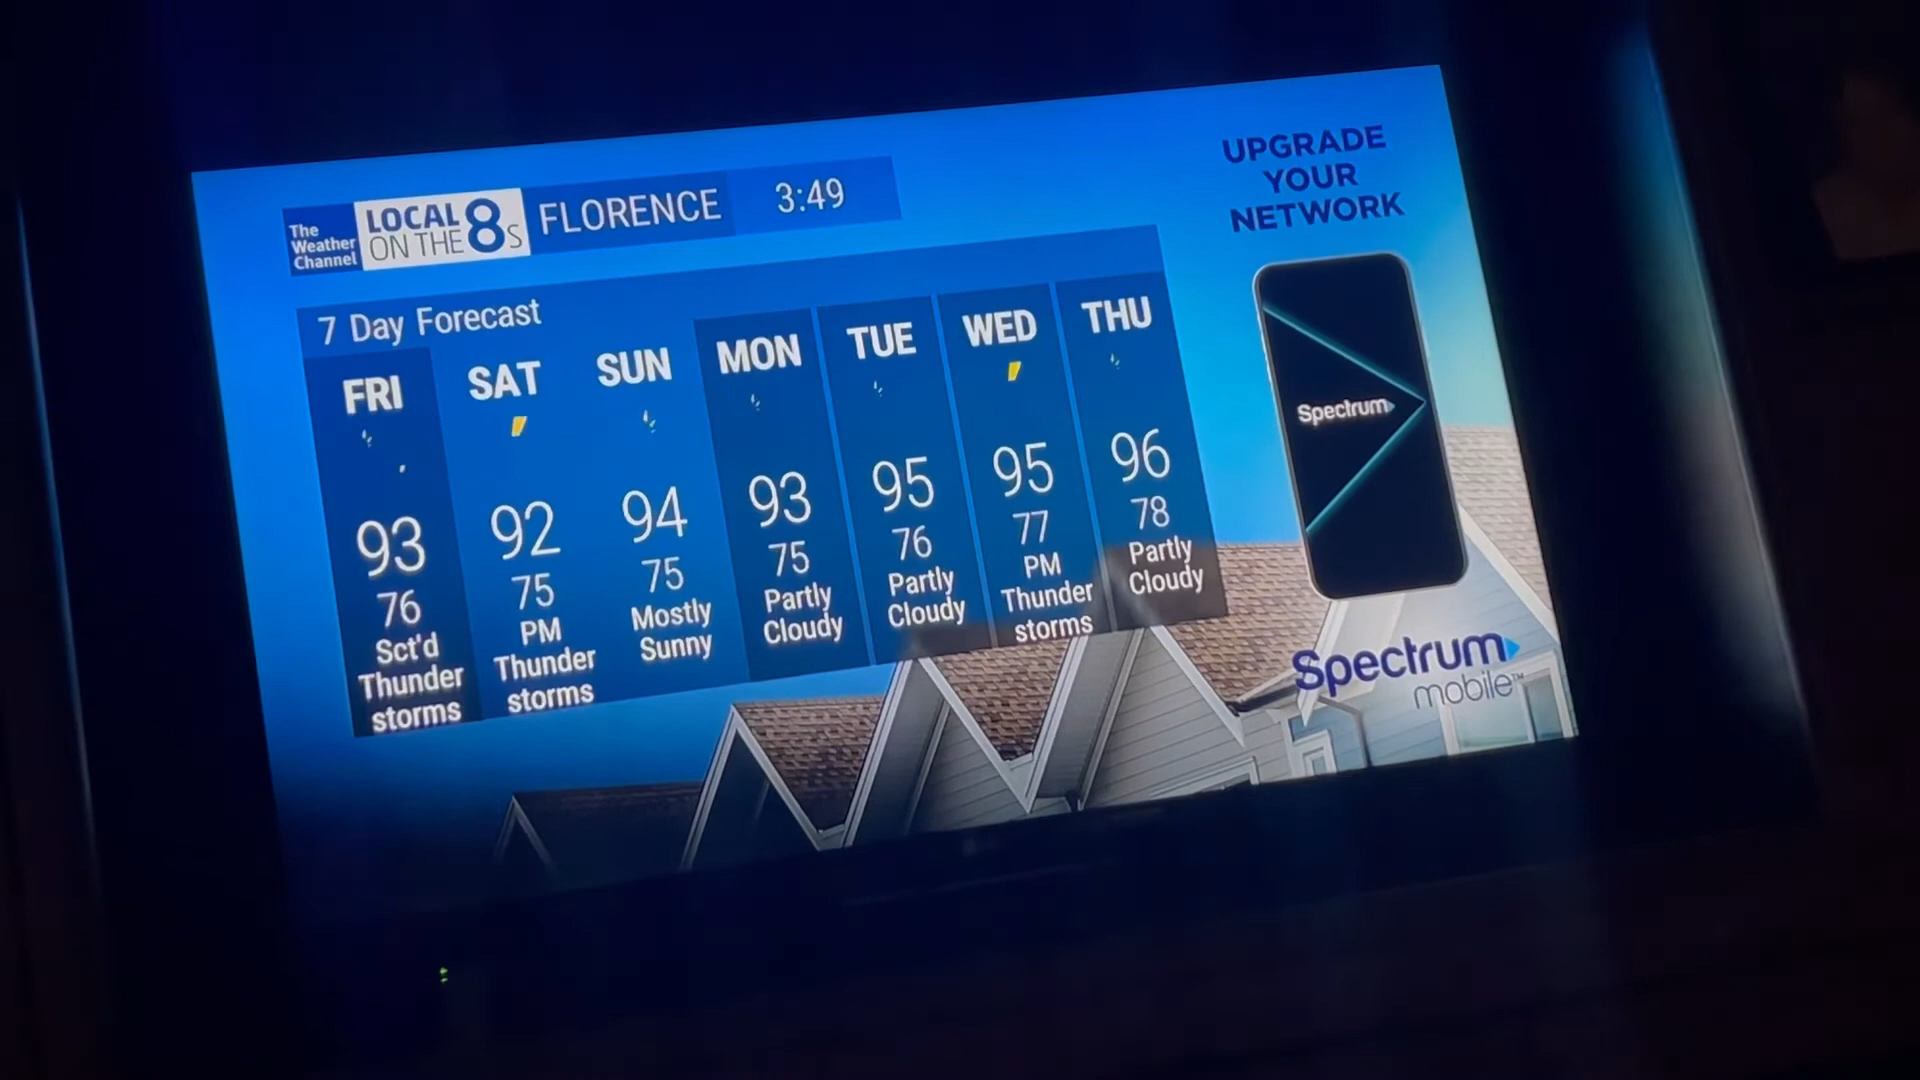 The
Weather
Channel
LOCAL
ON THE 8s
FLORENCE
3:49
7 Day Forecast
FRI
93
76
Sct'd
Thunder
storms
SAT
92
75
PM
Thunder
storms
SUN
94
75
Mostly
Sunny
MON
93
75
Partly
Cloudy
TUE
95
76
Partly
Cloudy
WED
95
77
PM
Thunder
storms
THU
96
78
Partly
Cloudy
UPGRADE
YOUR
NETWORK
Spectrum
Spectrum
mobile™